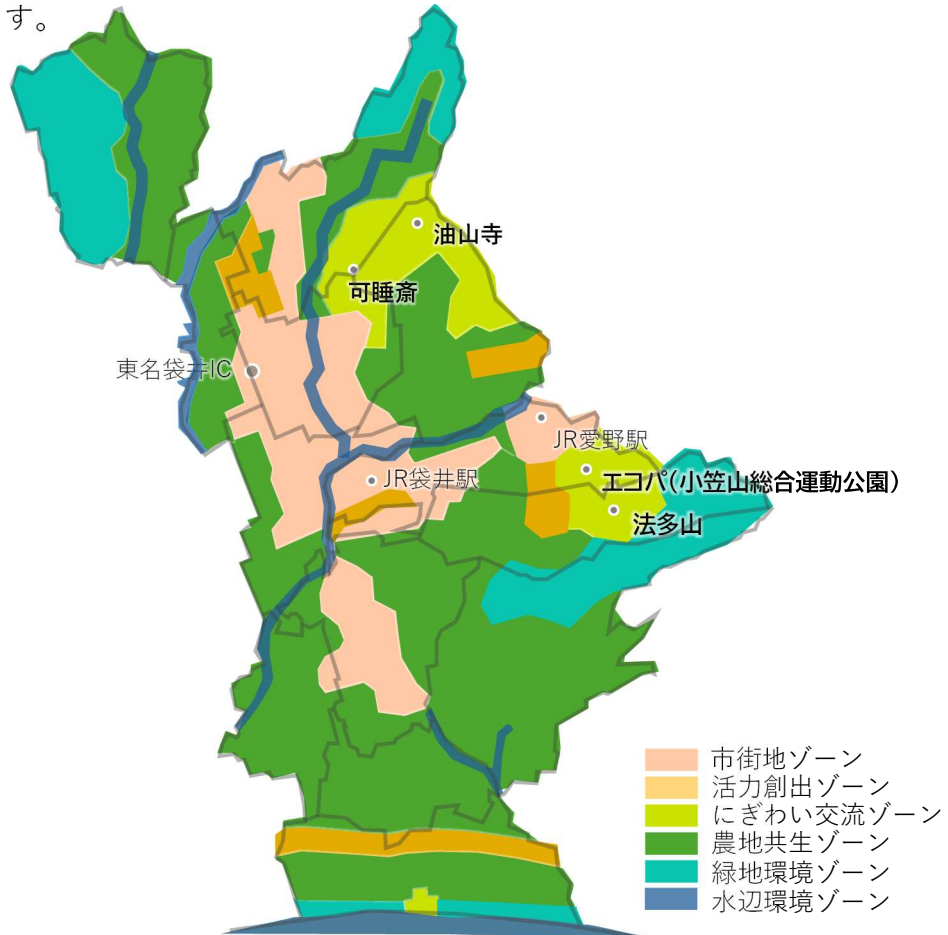 す。
油山寺
可睡斎
東名袋井IC
JR愛野駅
JR袋井駅
エコパ(小笠山総合運動公園)
法多山
市街地ゾーン
活力創出ゾーン
にぎわい交流ゾーン
農地共生ゾーン
緑地環境ゾーン
水辺環境ゾーン